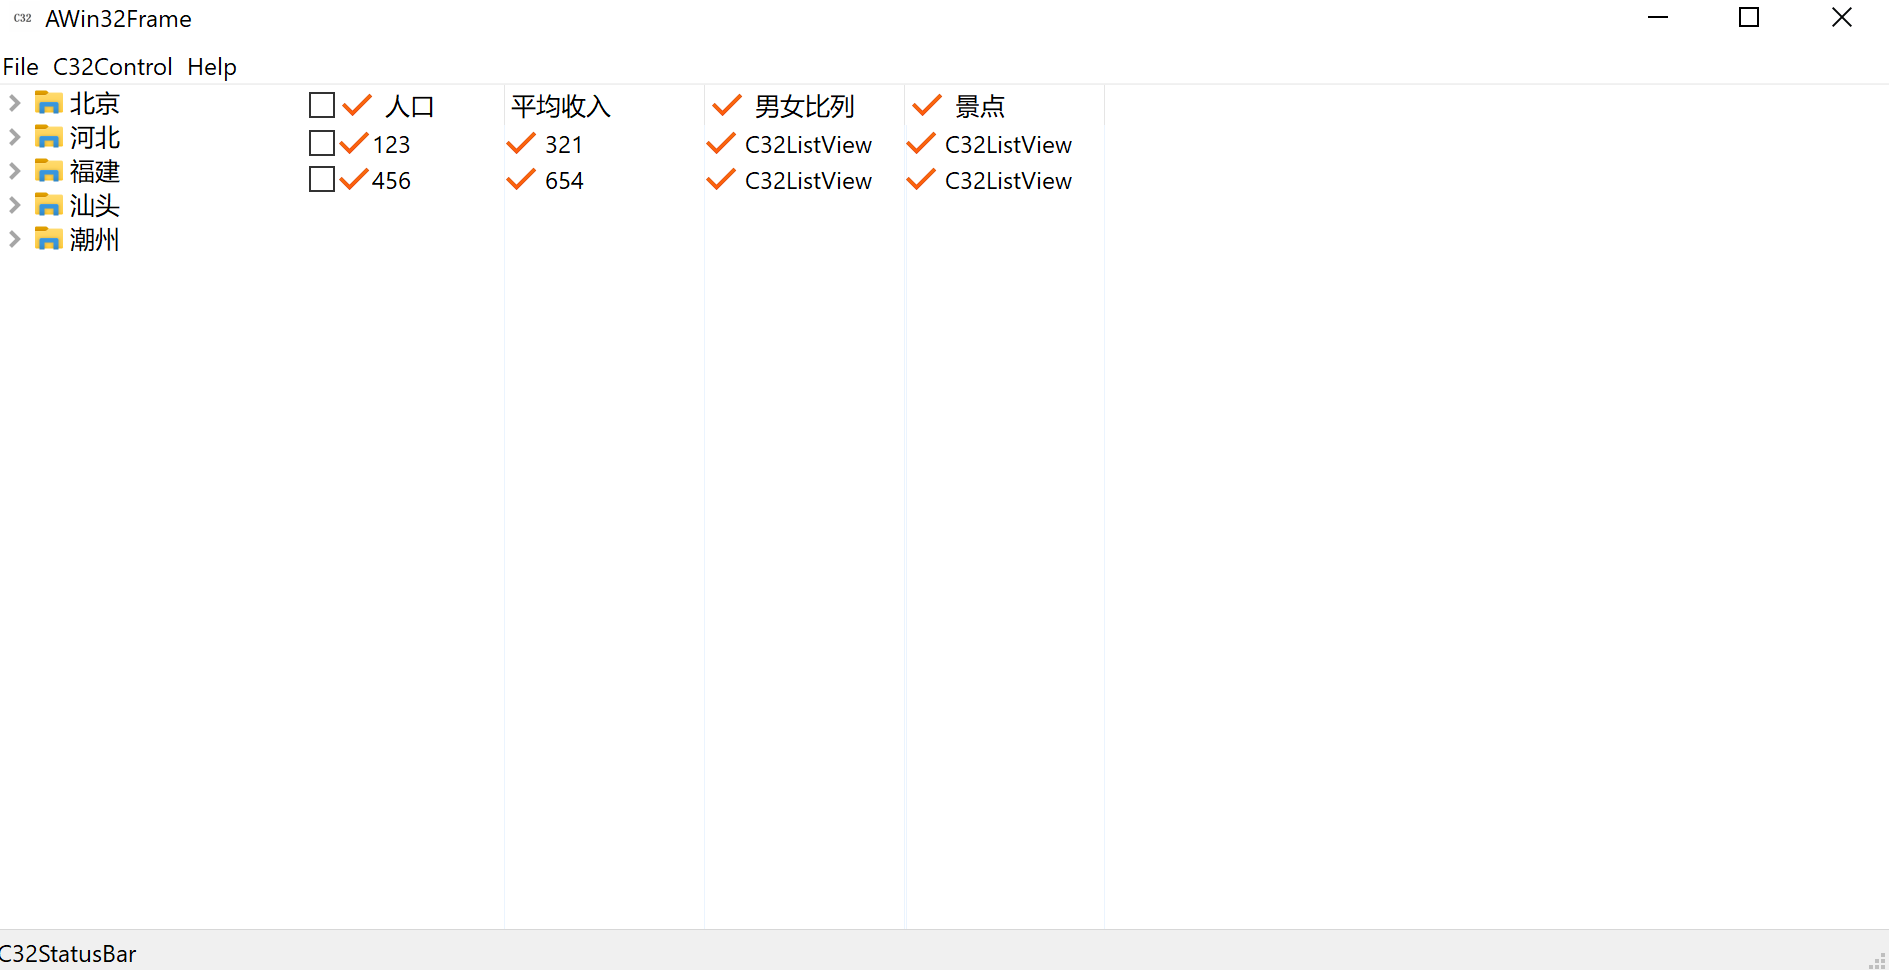 C32 AWin32Frame
File C32Control Help
北京
河北
福建
汕头
潮州
人口 平均收入 男女比列 景点
123 321 C32ListView C32ListView
456 654 C32ListView C32ListView
C32StatusBar